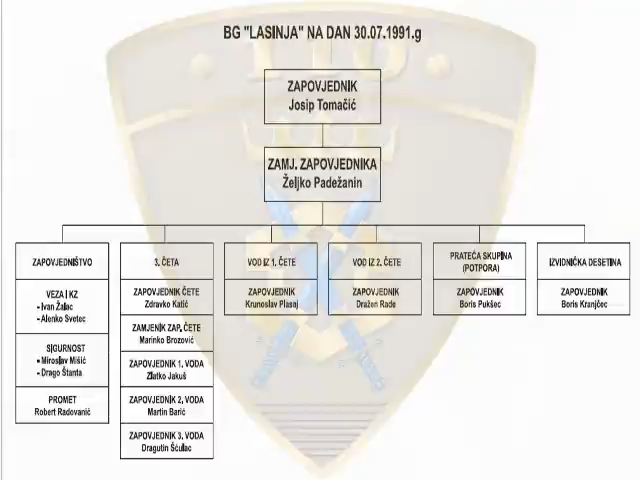 BG "LASINJA" NA DAN 30.07.1991.g
ZAPOVJEDNIK
Josip Tomačić
ZAMJ. ZAPOVJEDNIKA
Željko Padežanin
ZAPOVJEDNIŠTVO
VEZA I KZ
- Ivan Žalac
- Alenko Svetec
SIGURNOST
- Miroslav Mišić
- Drago Štanta
PROMET
Robert Radovanić
3. ČETA
ZAPOVJEDNIK ČETE
Zdravko Katić
ZAMJENIK ZAP. ČETE
Marinko Brozović
ZAPOVJEDNIK 1. VODA
Zlatko Jakuš
ZAPOVJEDNIK 2. VODA
Martin Barić
ZAPOVJEDNIK 3. VODA
Dragutin Ščulac
VOD IZ 1. ČETE
ZAPOVJEDNIK
Krunoslav Plasaj
VOD IZ 2. ČETE
ZAPOVJEDNIK
Dražen Rade
PRATEĆA SKUPINA
(POTPORA)
ZAPOVJEDNIK
Boris Pukšec
IZVIDNIČKA DESETINA
ZAPOVJEDNIK
Boris Kranjčec